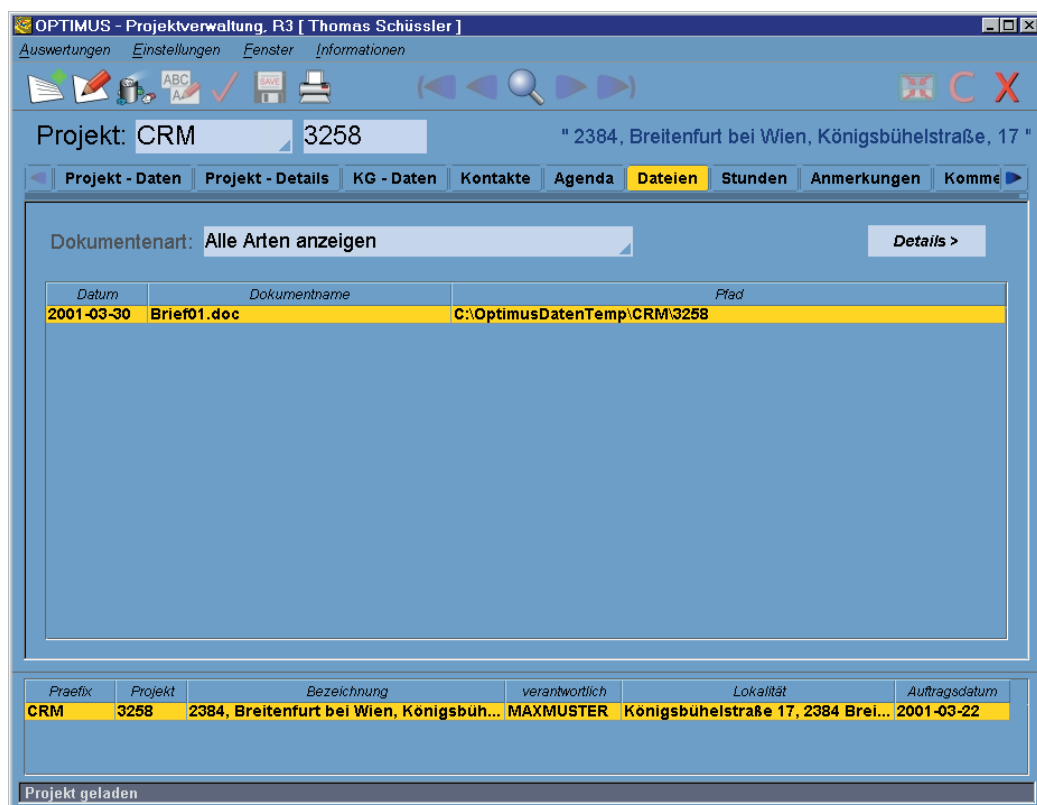 OPTIMUS - Projektverwaltung, R3 [ Thomas Schüssler ]
Auswertungen Einstellungen Fenster Informationen
ABC
A
SAVE
C X
Projekt: CRM 3258 " 2384, Breitenfurt bei Wien, Königsbühelstraße, 17 "
Projekt - Daten Projekt - Details KG - Daten Kontakte Agenda Dateien Stunden Anmerkungen Komme
Dokumentenart: Alle Arten anzeigen Details >
Datum Dokumentname Pfad
2001-03-30 Brief01.doc C:\OptimusDatenTemp\CRM\3258
Praefix Projekt Bezeichnung verantwortlich Lokalität Auftragsdatum
CRM 3258 2384, Breitenfurt bei Wien, Königsbüh... MAXMUSTER Königsbühelstraße 17, 2384 Brei... 2001-03-22
Projekt geladen